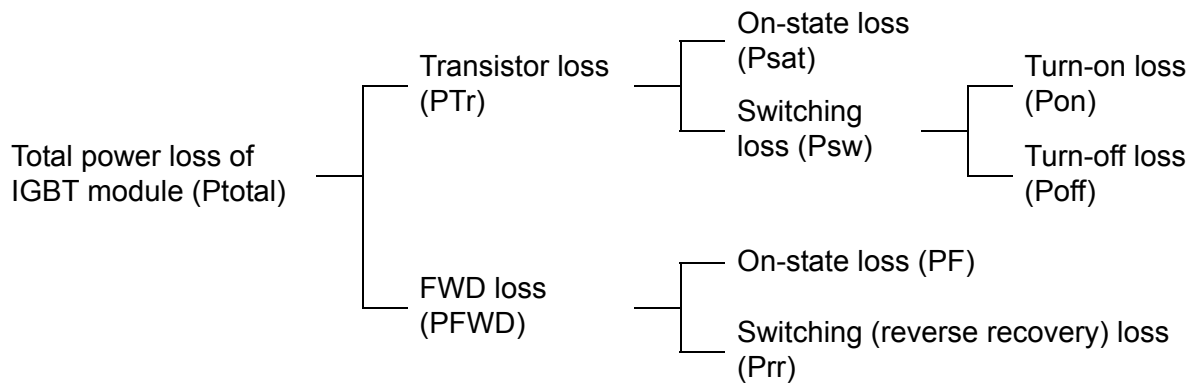 Total power loss of
IGBT module (Ptotal)
Transistor loss
(PTr)
On-state loss
(Psat)
Switching
loss (Psw)
Turn-on loss
(Pon)
Turn-off loss
(Poff)
FWD loss
(PFWD)
On-state loss (PF)
Switching (reverse recovery) loss
(Prr)